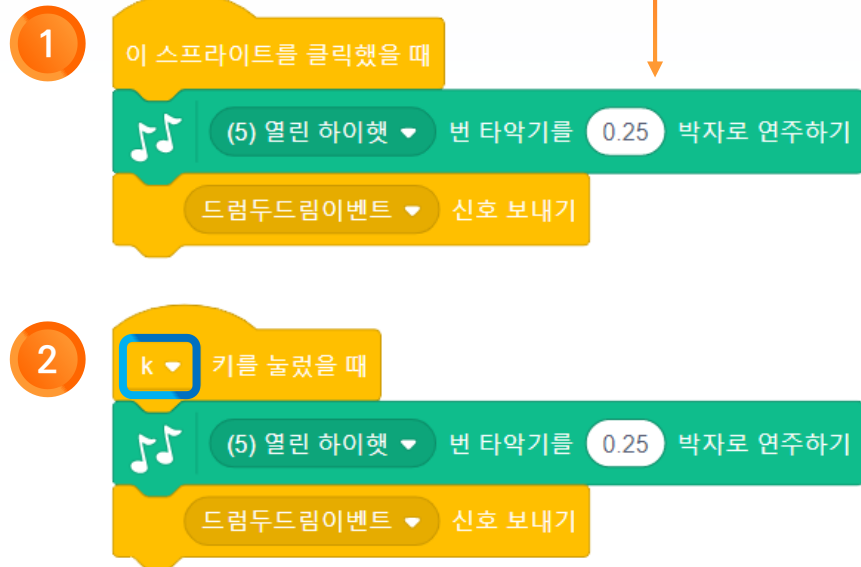 1
이 스프라이트를 클릭했을 때
(5) 열린 하이햇 번 타악기를 0.25 박자로 연주하기
드럼두드림이벤트 신호 보내기
2
k 키를 눌렀을 때
(5) 열린 하이햇 번 타악기를 0.25 박자로 연주하기
드럼두드림이벤트 신호 보내기